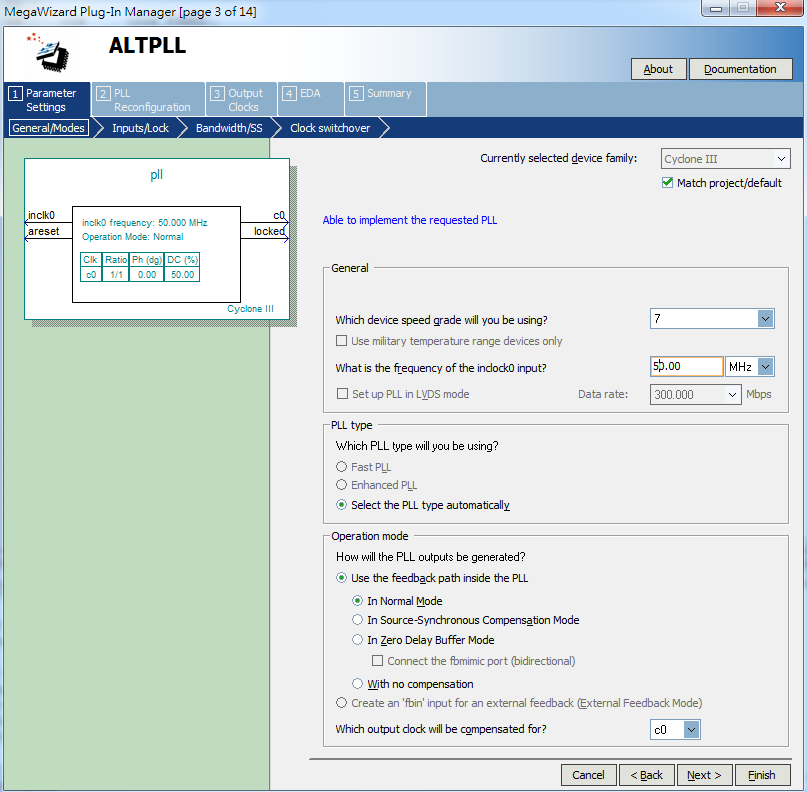 MegaWizard Plug-In Manager [page 3 of 14]
ALTPLL
About
Documentation
1 Parameter Settings
2 PLL Reconfiguration
3 Output Clocks
4 EDA
5 Summary
General/Modes
Inputs/Lock
Bandwidth/SS
Clock switchover
pll
inclk0
areset
inclk0 frequency: 50.000 MHz
Operation Mode: Normal
Clk Ratio Ph (dg) DC (%)
c0 1/1 0.00 50.00
c0
locked
Cyclone III
Currently selected device family:
Cyclone III
Match project/default
Able to implement the requested PLL
General
Which device speed grade will you be using?
7
Use military temperature range devices only
What is the frequency of the inclock0 input?
50.00
MHz
Set up PLL in LVDS mode
Data rate:
300.000
Mbps
PLL type
Which PLL type will you be using?
Fast PLL
Enhanced PLL
Select the PLL type automatically
Operation mode
How will the PLL outputs be generated?
Use the feedback path inside the PLL
In Normal Mode
In Source-Synchronous Compensation Mode
In Zero Delay Buffer Mode
Connect the fbmimic port (bidirectional)
With no compensation
Create an 'fbin' input for an external feedback (External Feedback Mode)
Which output clock will be compensated for?
c0
Cancel
< Back
Next >
Finish